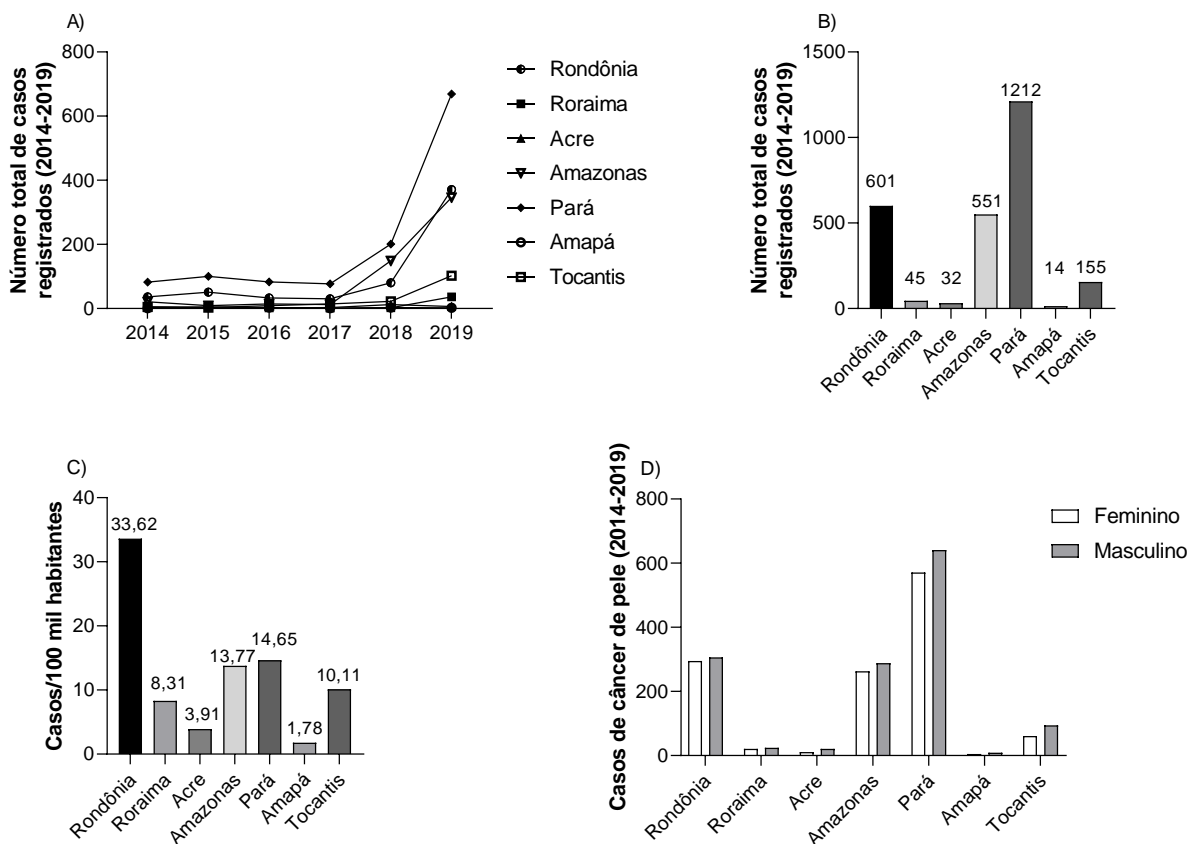 A)
Número total de casos
registrados (2014-2019)
800
600
400
200
0
2014 2015 2016 2017 2018 2019
Rondônia
Roraima
Acre
Amazonas
Pará
Amapá
Tocantis
B)
Número total de casos
registrados (2014-2019)
1500
1000
500
0
601 45 32 551 1212 14 155
Rondônia Roraima Acre Amazonas Pará Amapá Tocantis
C)
Casos/100 mil habitantes
40
30
20
10
0
33,62 8,31 3,91 13,77 14,65 1,78 10,11
Rondônia Roraima Acre Amazonas Pará Amapá Tocantis
D)
Casos de câncer de pele (2014-2019)
800
600
400
200
0
Rondônia Roraima Acre Amazonas Pará Amapá Tocantis
Feminino
Masculino